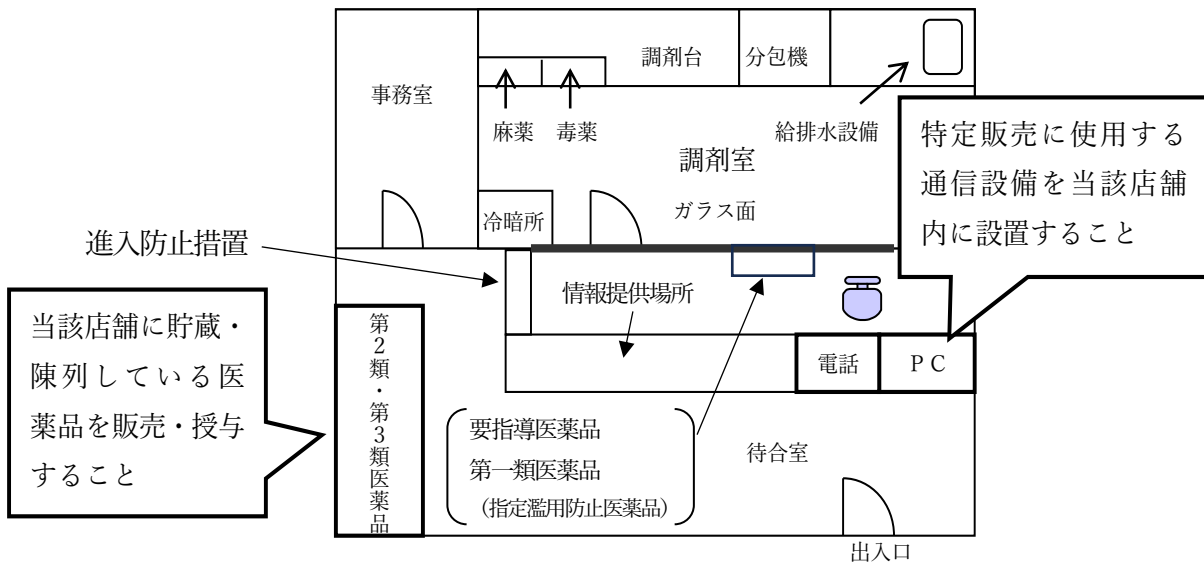 調剤台
分包機
事務室
麻薬
毒薬
給排水設備
調剤室
特定販売に使用する
通信設備を当該店舗
内に設置すること
冷暗所
ガラス面
進入防止措置
情報提供場所
当該店舗に貯蔵・
陳列している医
薬品を販売・授与
すること
第2類・第3類医薬品
電話
ＰＣ
要指導医薬品
第一類医薬品
（指定濫用防止医薬品）
待合室
出入口